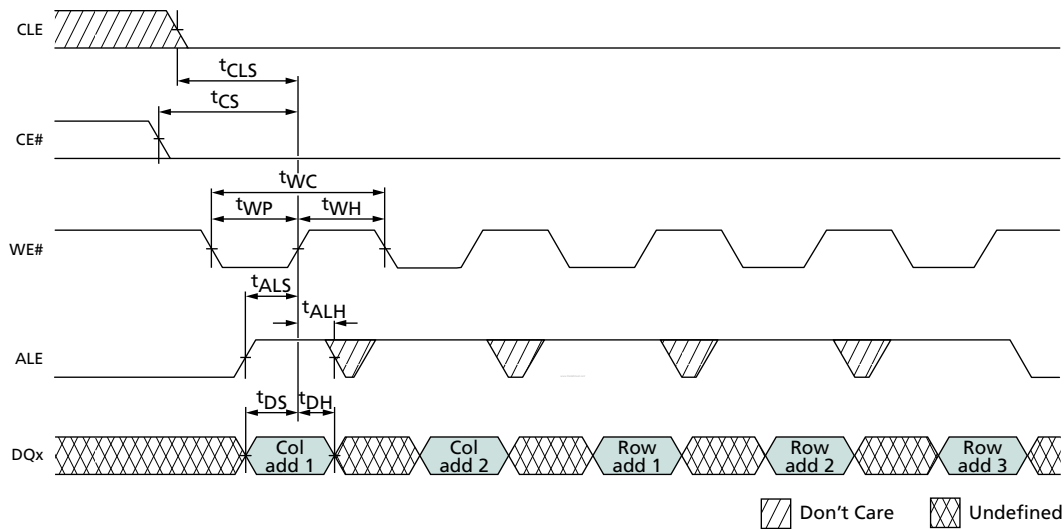 CLE
tCLS
tCS
CE#
tWC
tWP
tWH
WE#
tALS
tALH
ALE
tDS
tDH
DQx
Col
add 1
Col
add 2
Row
add 1
Row
add 2
Row
add 3
Don't Care
Undefined